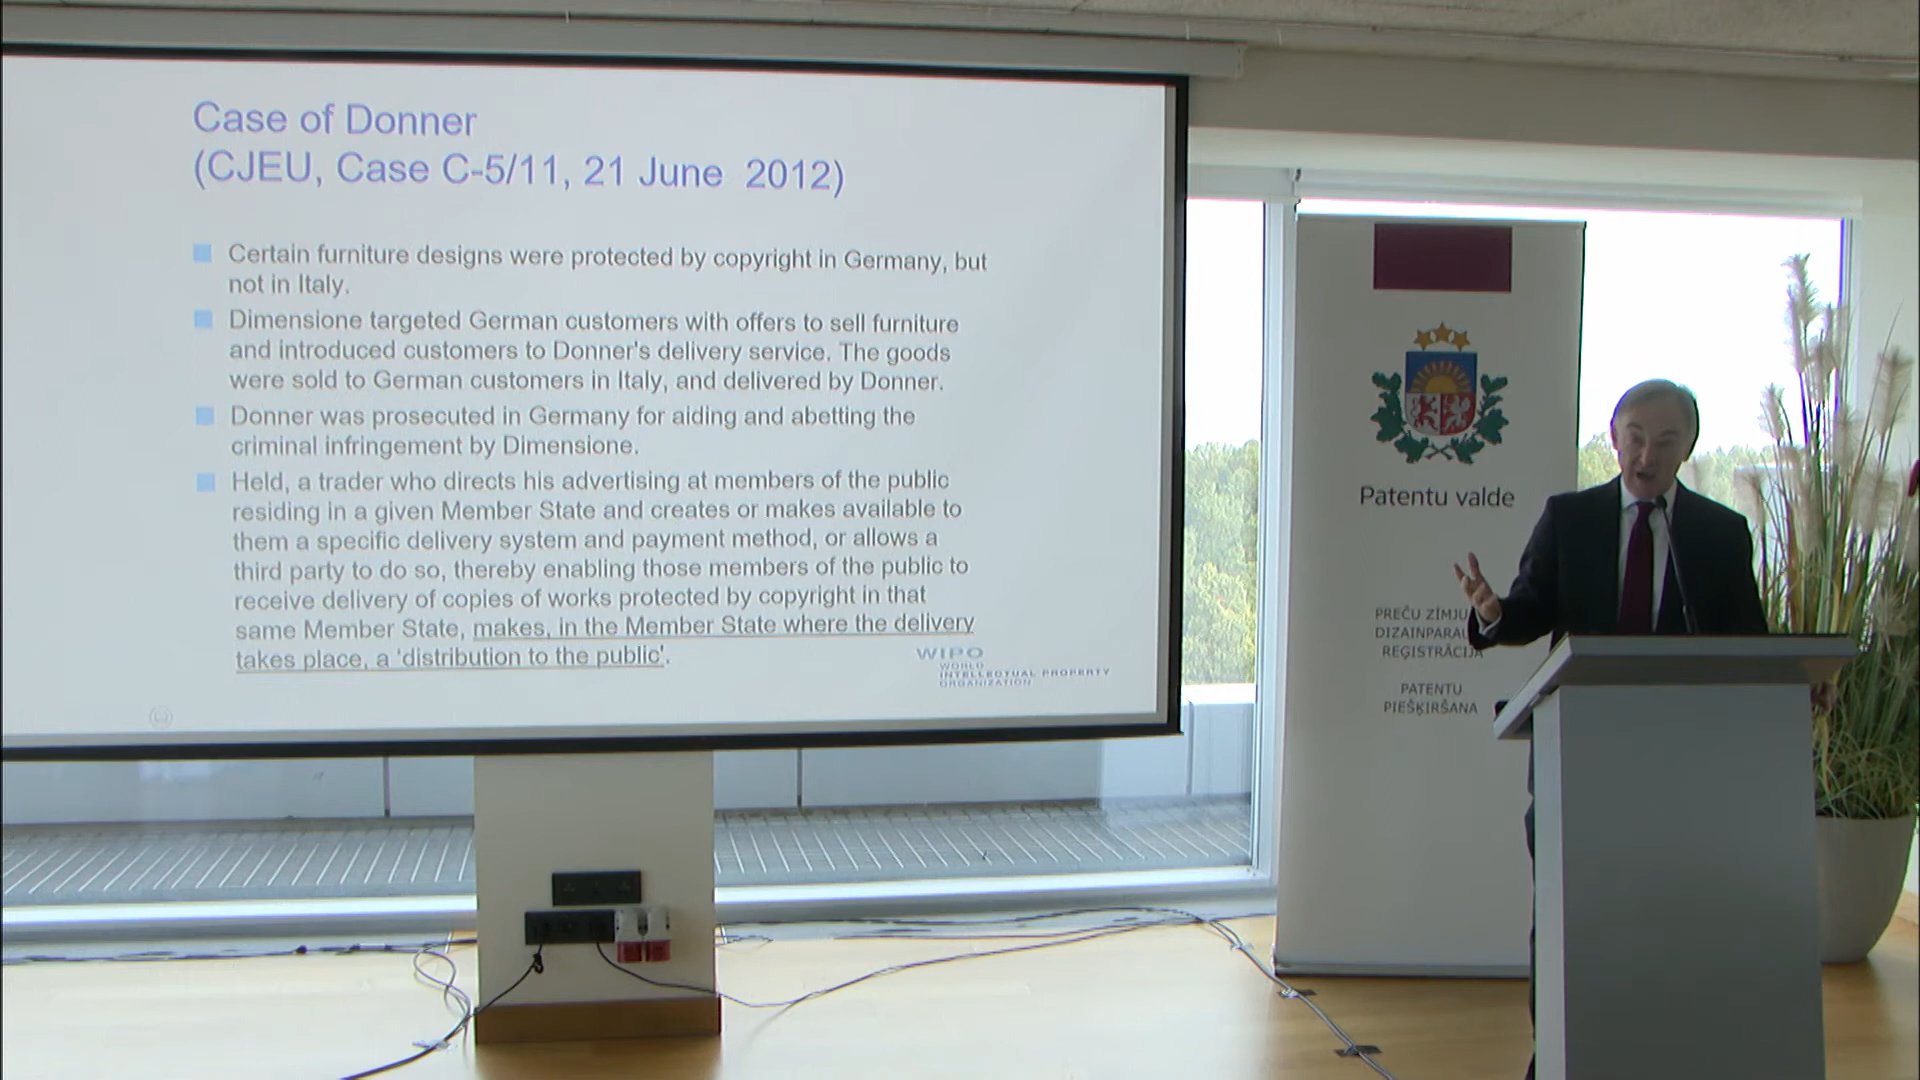 Case of Donner
(CJEU, Case C-5/11, 21 June 2012)
Certain furniture designs were protected by copyright in Germany, but
not in Italy.
Dimensione targeted German customers with offers to sell furniture
and introduced customers to Donner's delivery service. The goods
were sold to German customers in Italy, and delivered by Donner.
Donner was prosecuted in Germany for aiding and abetting the
criminal infringement by Dimensione.
Held, a trader who directs his advertising at members of the public
residing in a given Member State and creates or makes available to
them a specific delivery system and payment method, or allows a
third party to do so, thereby enabling those members of the public to
receive delivery of copies of works protected by copyright in that
same Member State, makes, in the Member State where the delivery
takes place, a ‘distribution to the public'.
WIPO
WORLD
INTELLECTUAL PROPERTY
ORGANIZATION
Patentu valde
PREČU ZĪMJU
DIZAINPARAU
REĢISTRĀCIJA
PATENTU
PIEŠĶIRŠANA